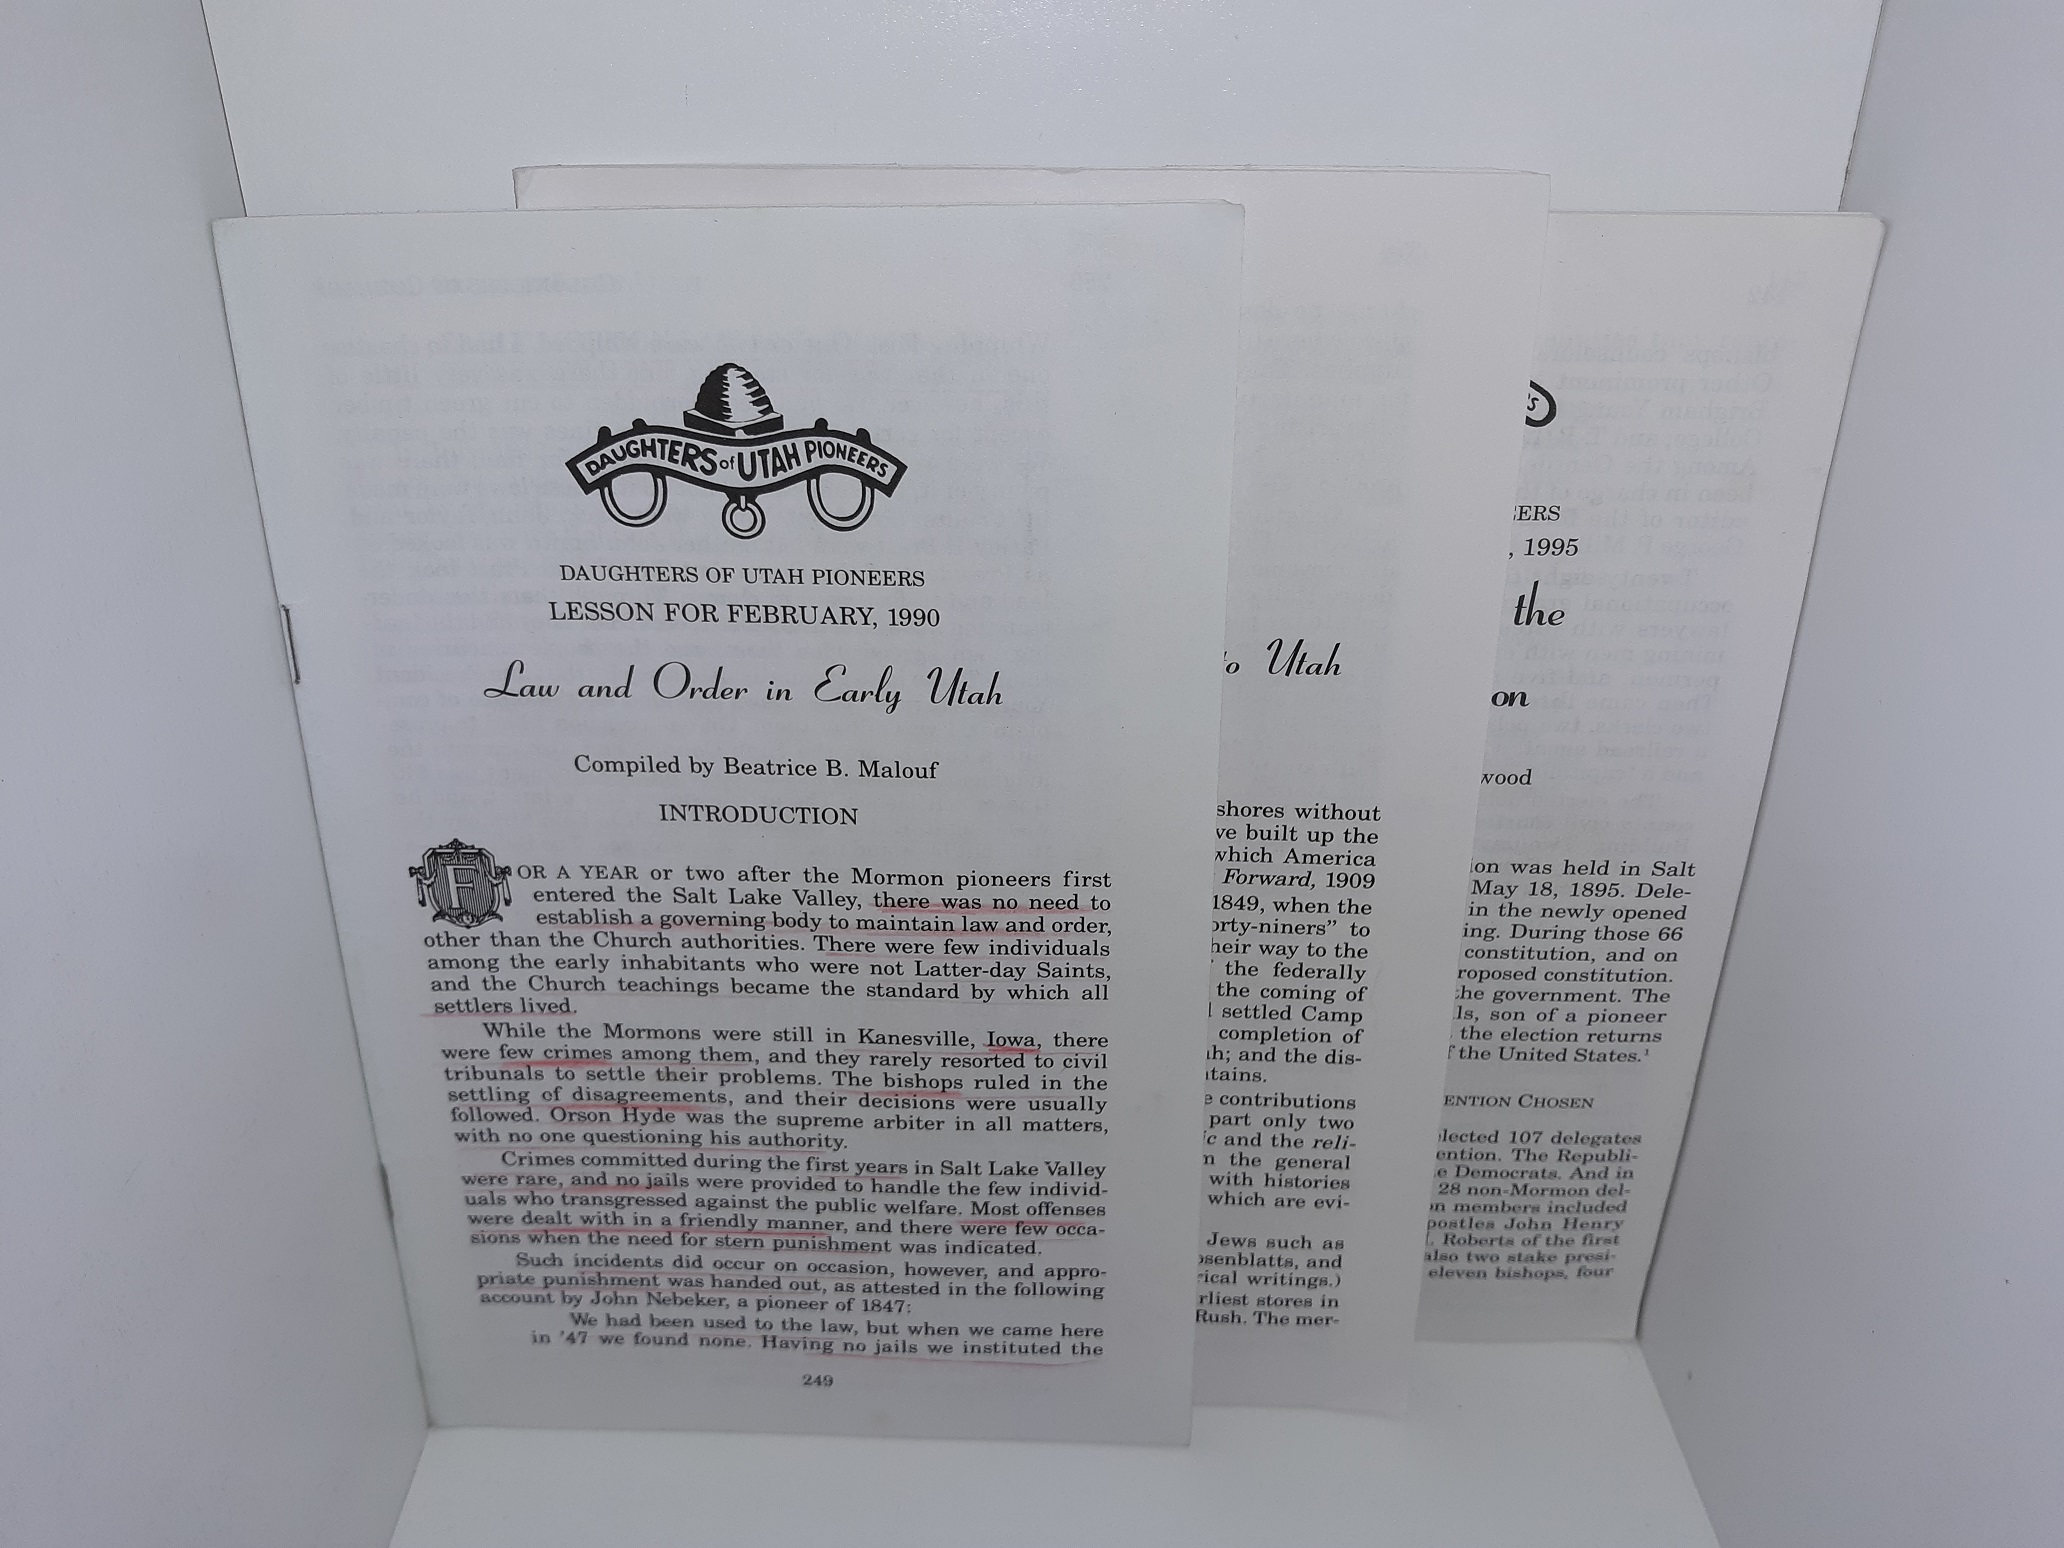 DAUGHTERS of UTAH PIONEERS
DAUGHTERS OF UTAH PIONEERS
LESSON FOR FEBRUARY, 1990
Law and Order in Early Utah
Compiled by Beatrice B. Malouf
INTRODUCTION
FOR A YEAR or two after the Mormon pioneers first
entered the Salt Lake Valley, there was no need to
establish a governing body to maintain law and order,
other than the Church authorities. There were few individuals
among the early inhabitants who were not Latter-day Saints,
and the Church teachings became the standard by which all
settlers lived.
While the Mormons were still in Kanesville, Iowa, there
were few crimes among them, and they rarely resorted to civil
tribunals to settle their problems. The bishops ruled in the
settling of disagreements, and their decisions were usually
followed. Orson Hyde was the supreme arbiter in all matters,
with no one questioning his authority.
Crimes committed during the first years in Salt Lake Valley
were rare, and no jails were provided to handle the few individ-
uals who transgressed against the public welfare. Most offenses
were dealt with in a friendly manner, and there were few occa-
sions when the need for stern punishment was indicated.
Such incidents did occur on occasion, however, and appro-
priate punishment was handed out, as attested in the following
account by John Nebeker, a pioneer of 1847:
We had been used to the law, but when we came here
in '47 we found none. Having no jails we instituted the
249
to Utah
shores without
ve built up the
which America
Forward, 1909
1849, when the
orty-niners" to
heir way to the
the federally
the coming of
settled Camp
completion of
h; and the dis-
tains.
contributions
part only two
c and the reli-
n the general
with histories
which are evi-
Jews such as
osenblatts, and
rical writings.)
rliest stores in
Rush. The mer-
S
ERS
, 1995
the
on
wood
ion was held in Salt
May 18, 1895. Dele-
in the newly opened
ing. During those 66
constitution, and on
roposed constitution.
the government. The
ls, son of a pioneer
the election returns
f the United States.¹
ENTION CHOSEN
lected 107 delegates
ention. The Republi-
e Democrats. And in
28 non-Mormon del-
on members included
postles John Henry
. Roberts of the first
also two stake presi-
eleven bishops, four